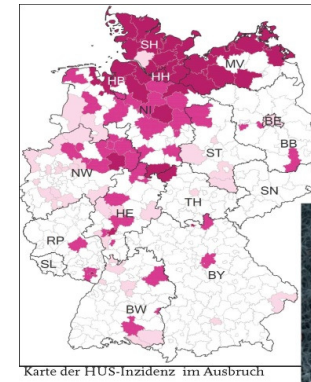 SH
MV
HH
HB
NI
BE
BB
ST
NW
SN
TH
HE
RP
SL
BY
BW
Karte der HUS-Inzidenz im Ausbruch